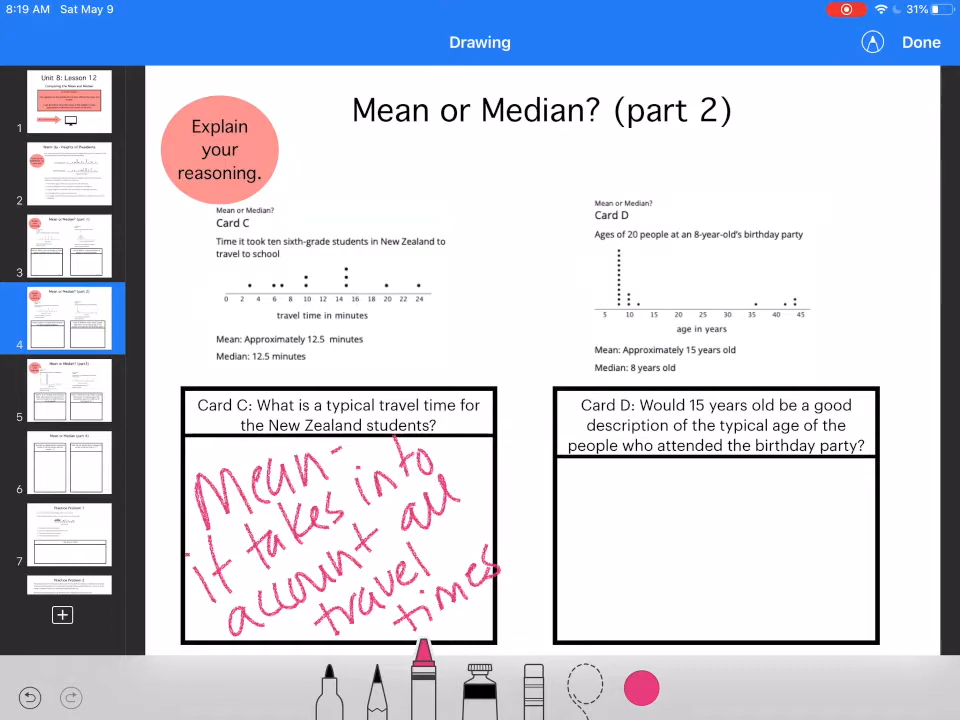 8:19 AM Sat May 9
31%
Drawing
Done
Unit 8: Lesson 12
1
2
3
4
5
6
7
Mean or Median? (part 2)
Explain
your
reasoning.
Mean or Median?
Card C
Time it took ten sixth-grade students in New Zealand to
travel to school
0 2 4 6 8 10 12 14 16 18 20 22 24
travel time in minutes
Mean: Approximately 12.5 minutes
Median: 12.5 minutes
Mean or Median?
Card D
Ages of 20 people at an 8-year-old's birthday party
5 10 15 20 25 30 35 40 45
age in years
Mean: Approximately 15 years old
Median: 8 years old
Card C: What is a typical travel time for
the New Zealand students?
Mean-
it takes into
account all
travel
times
Card D: Would 15 years old be a good
description of the typical age of the
people who attended the birthday party?